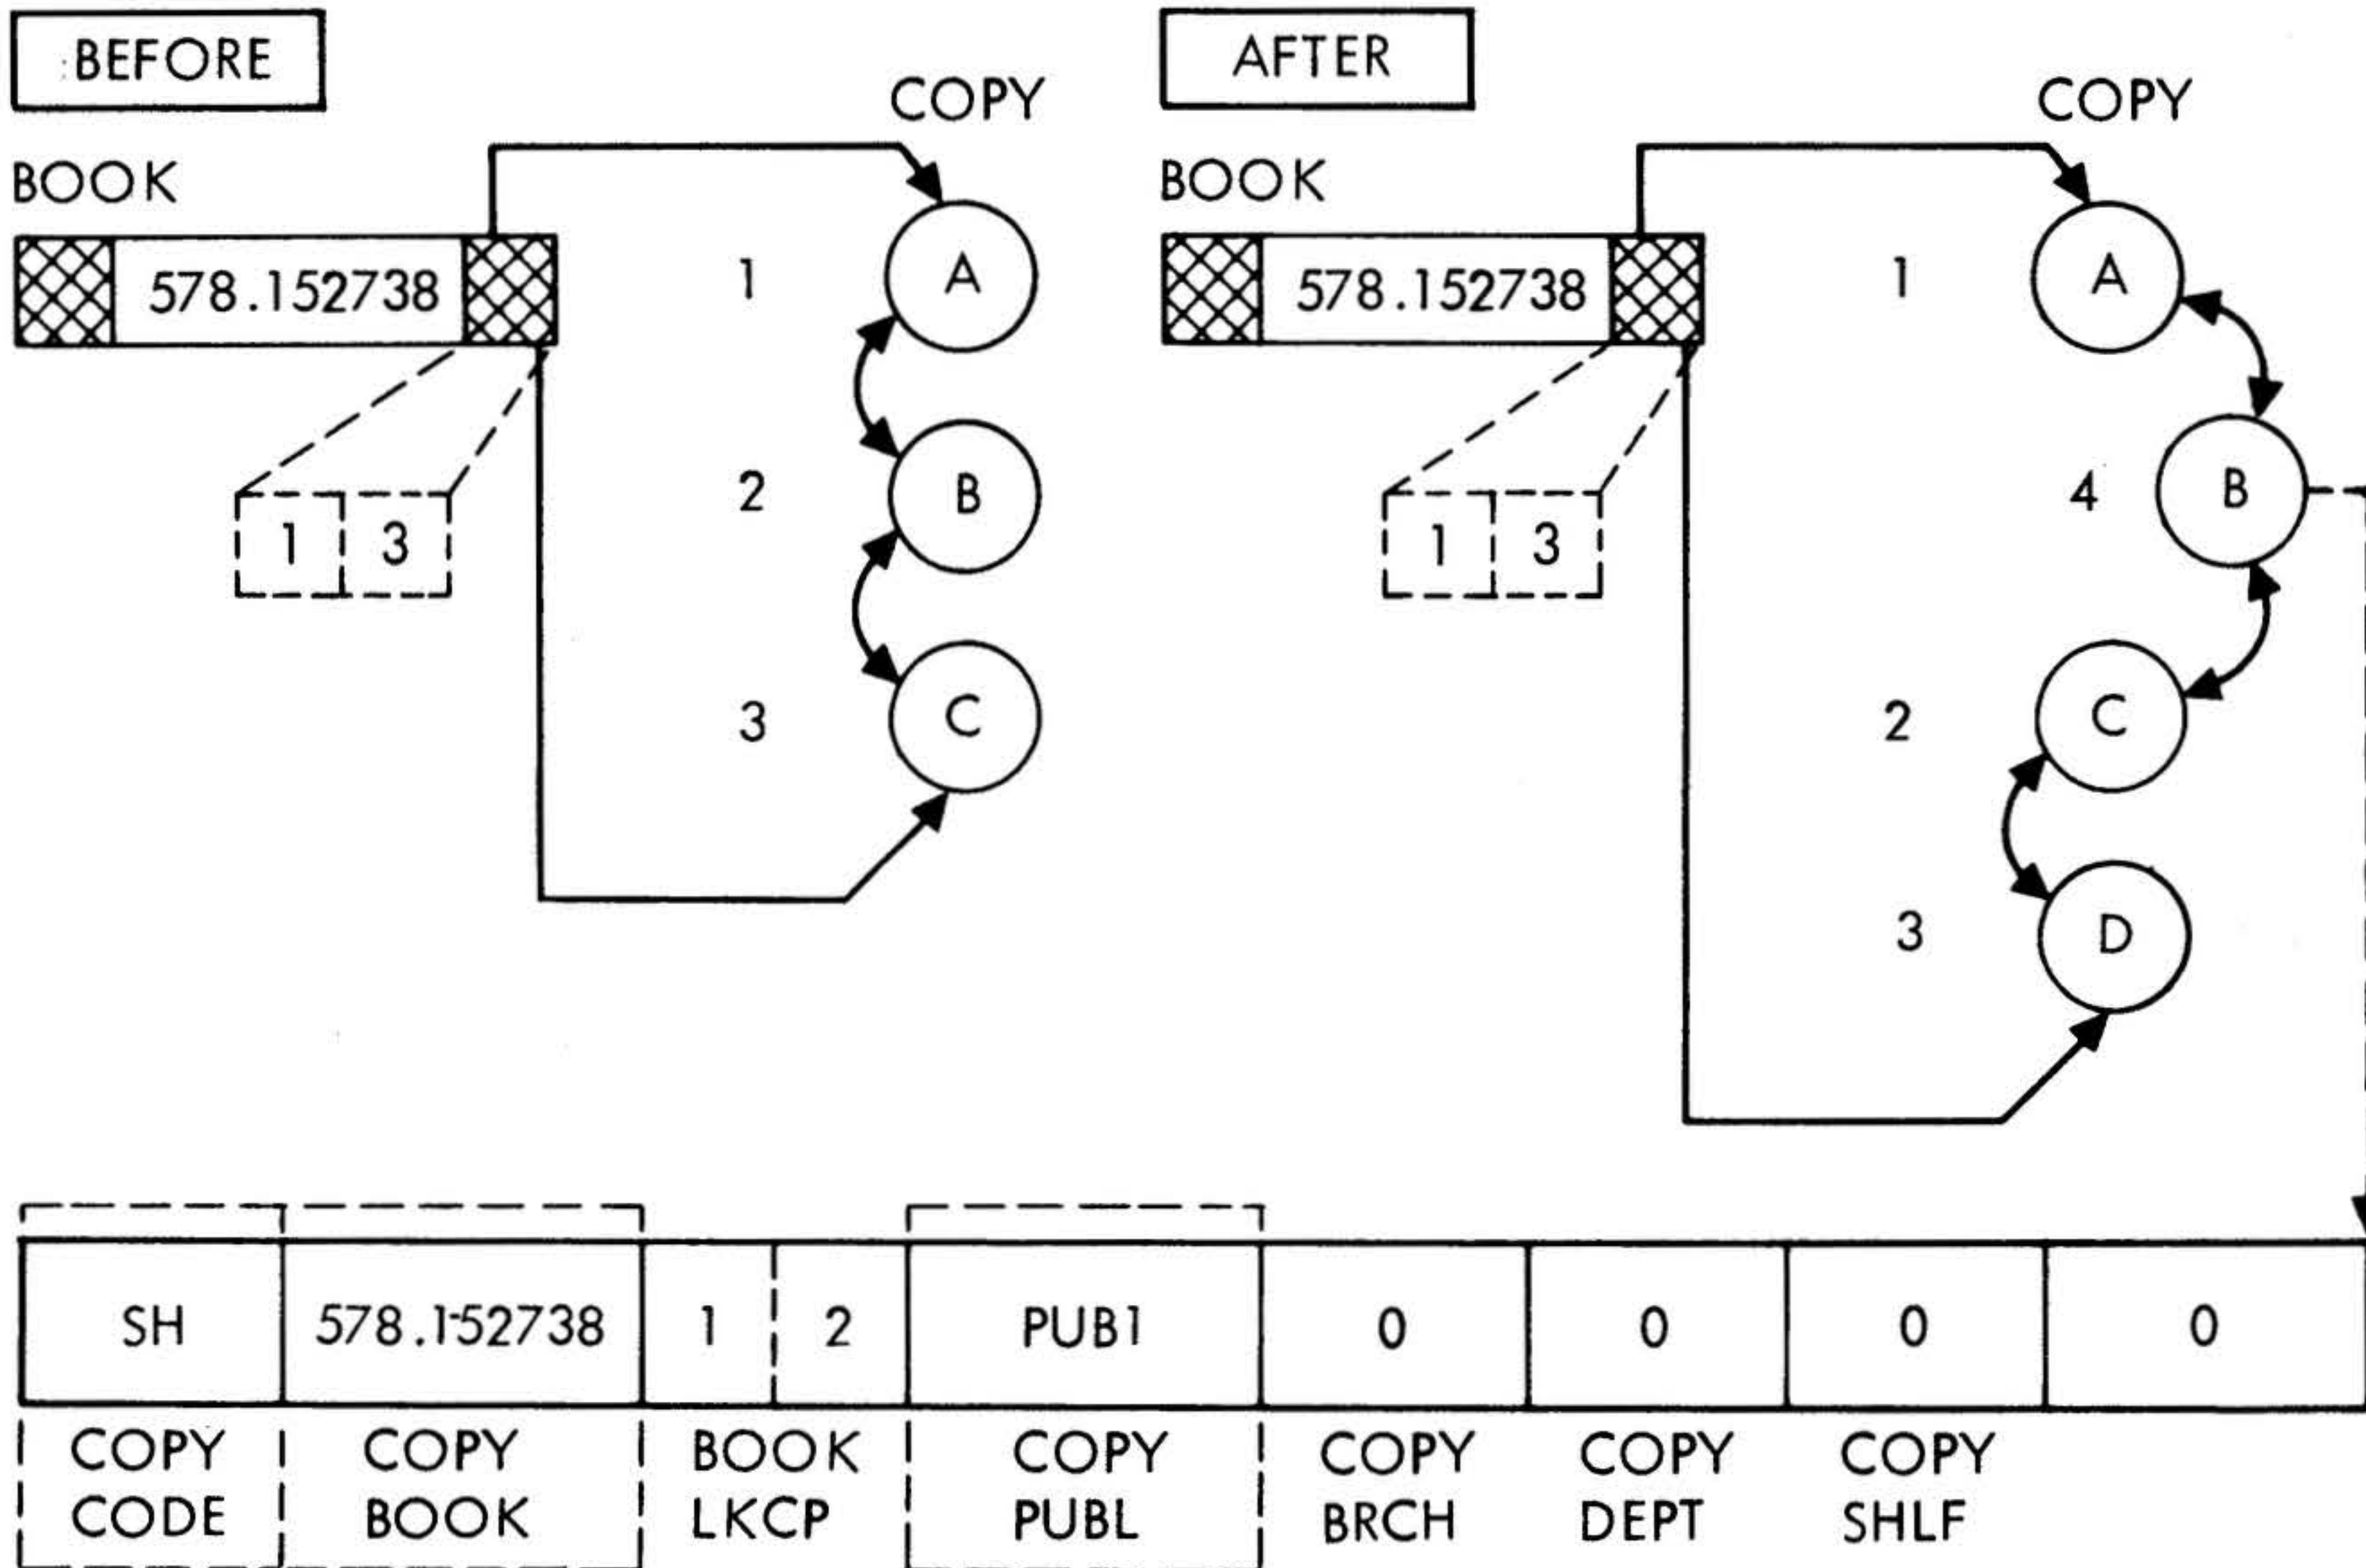 BEFORE
COPY
BOOK
578.152738
1
A
2
B
1 3
3
C
AFTER
COPY
BOOK
578.152738
1
A
4
B
1 3
2
C
3
D
SH 578.1-52738 1 2 PUB1 0 0 0 0
COPY CODE
COPY BOOK
BOOK LKCP
COPY PUBL
COPY BRCH
COPY DEPT
COPY SHLF